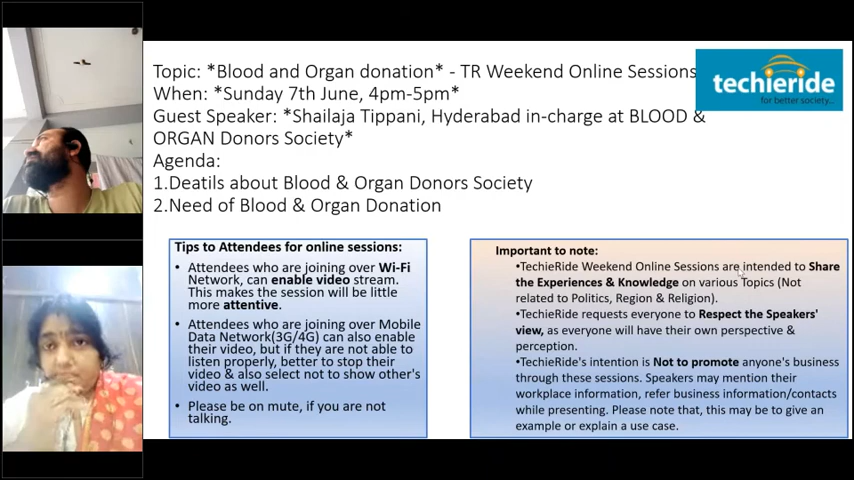 Topic: *Blood and Organ donation* - TR Weekend Online Sessions
When: *Sunday 7th June, 4pm-5pm*
Guest Speaker: *Shailaja Tippani, Hyderabad in-charge at BLOOD &
ORGAN Donors Society*
Agenda:
1.Deatils about Blood & Organ Donors Society
2.Need of Blood & Organ Donation
techieride
for better society..
Tips to Attendees for online sessions:
• Attendees who are joining over Wi-Fi
Network, can enable video stream.
This makes the session will be little
more attentive.
• Attendees who are joining over Mobile
Data Network(3G/4G) can also enable
their video, but if they are not able to
listen properly, better to stop their
video & also select not to show other's
video as well.
• Please be on mute, if you are not
talking.
Important to note:
•TechieRide Weekend Online Sessions are intended to Share
the Experiences & Knowledge on various Topics (Not
related to Politics, Region & Religion).
•TechieRide requests everyone to Respect the Speakers'
view, as everyone will have their own perspective &
perception.
•TechieRide's intention is Not to promote anyone's business
through these sessions. Speakers may mention their
workplace information, refer business information/contacts
while presenting. Please note that, this may be to give an
example or explain a use case.